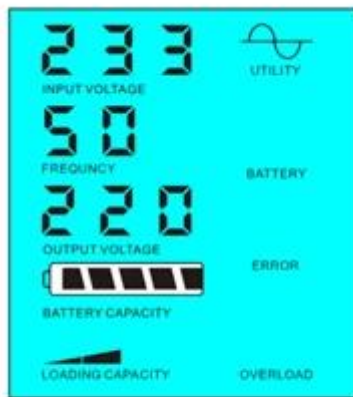 233
INPUT VOLTAGE
UTILITY
50
FREQUNCY
BATTERY
220
OUTPUT VOLTAGE
ERROR
BATTERY CAPACITY
LOADING CAPACITY
OVERLOAD